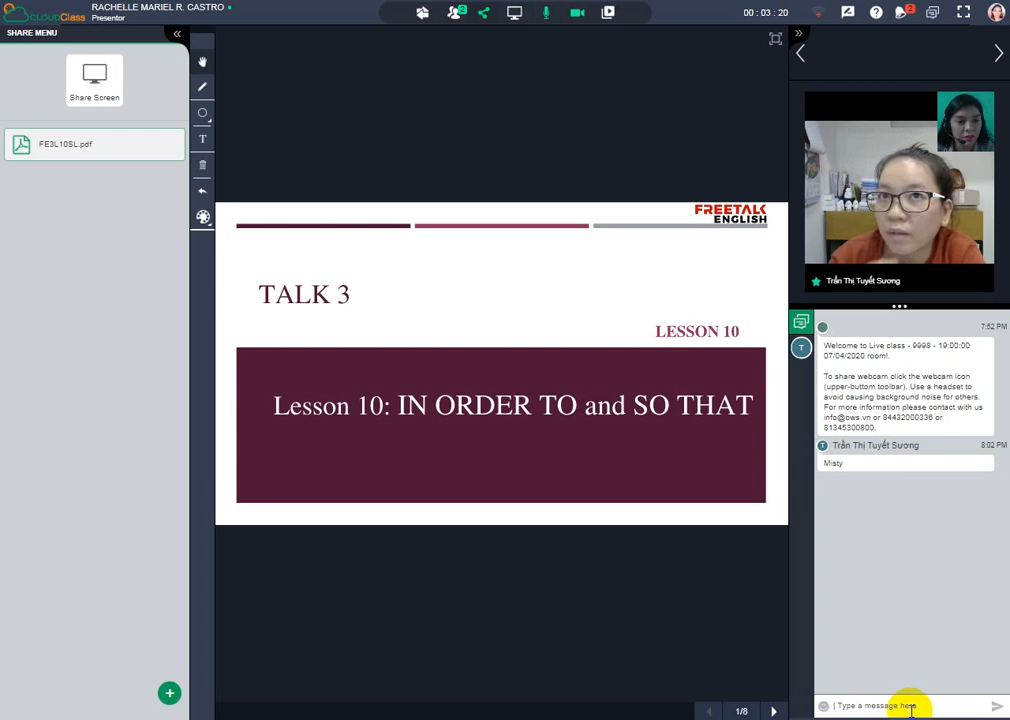 CLOUDClass
RACHELLE MARIEL R. CASTRO
Presentor
2
00 : 03 : 20
2
SHARE MENU
Share Screen
FE3L10SL.pdf
T
FREETALK
ENGLISH
TALK 3
LESSON 10
Lesson 10: IN ORDER TO and SO THAT
1/8
Trần Thị Tuyết Sương
7:52 PM
Welcome to Live class - 9998 - 19:00:00
07/04/2020 room!.
To share webcam click the webcam icon
(upper-buttom toolbar). Use a headset to
avoid causing background noise for others.
For more information please contact with us
info@ows.vn or 84432000336 or
81345300800.
T
T Trần Thị Tuyết Sương 8:02 PM
Misty
Type a message here